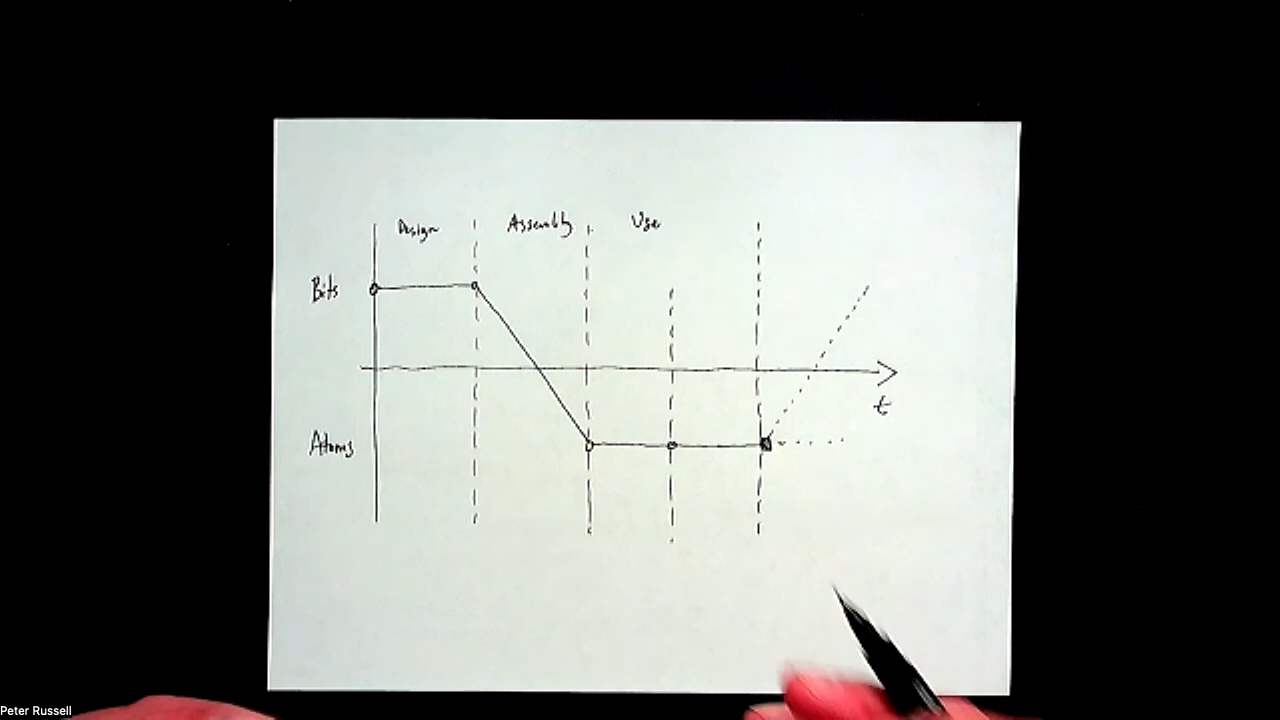 Design Assembly Use
Bits
t
Atoms
Peter Russell